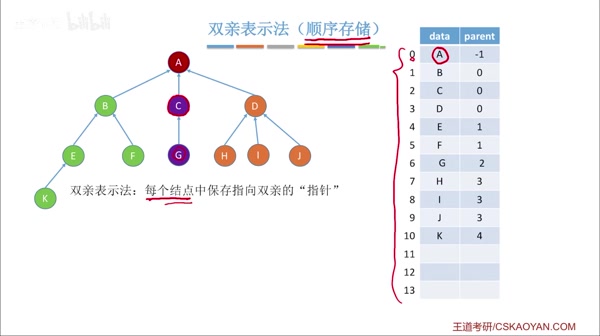 双亲表示法（顺序存储）
bilibili
A
B
C
D
E
F
G
H
I
J
K
双亲表示法：每个结点中保存指向双亲的“指针”
data parent
0 A -1
1 B 0
2 C 0
3 D 0
4 E 1
5 F 1
6 G 2
7 H 3
8 I 3
9 J 3
10 K 4
11
12
13
王道考研/CSKAOYAN.COM